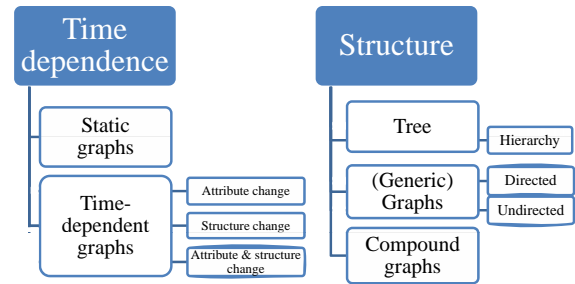 Time
dependence
Static
graphs
Time-
dependent
graphs
Attribute change
Structure change
Attribute & structure
change
Structure
Tree
Hierarchy
(Generic)
Graphs
Directed
Undirected
Compound
graphs